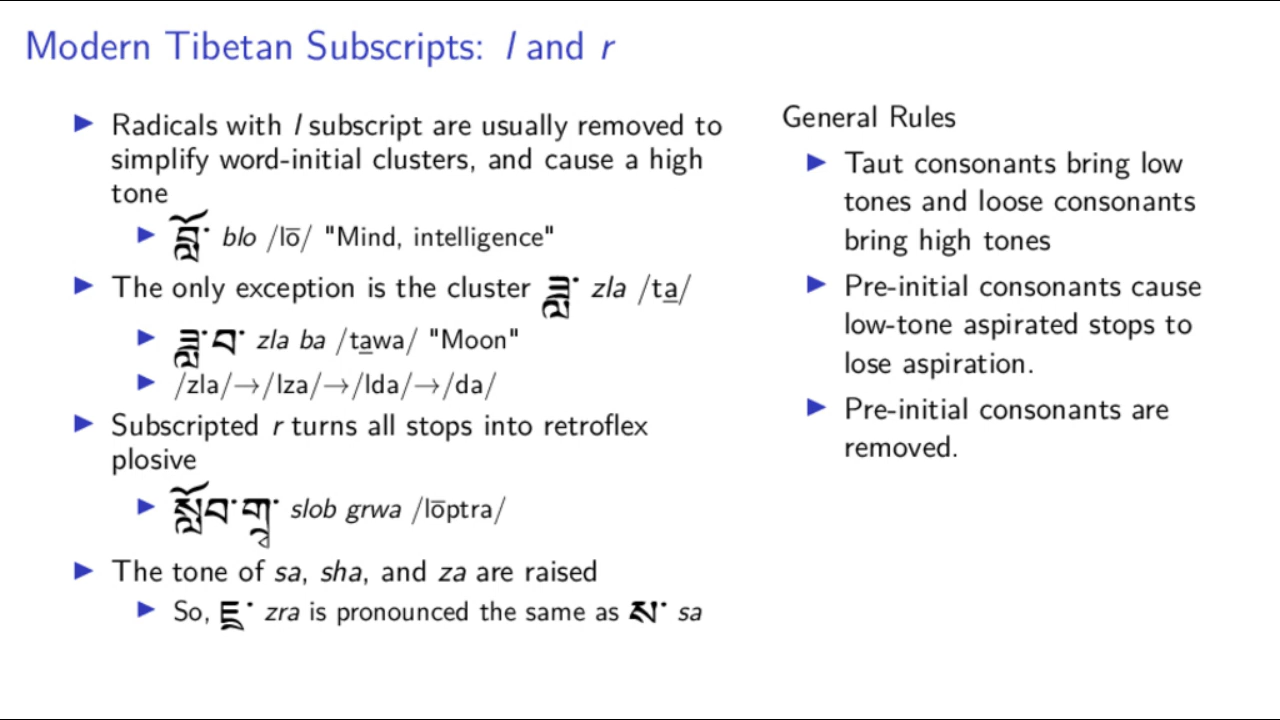 Modern Tibetan Subscripts: l and r
▶ Radicals with l subscript are usually removed to
simplify word-initial clusters, and cause a high
tone
▶ བློ་ blo /lō/ "Mind, intelligence"
▶ The only exception is the cluster ཟླ་ zla /ta̲/
▶ ཟླ་བ་ zla ba /ta̲wa/ "Moon"
▶ /zla/→/lza/→/lda/→/da/
▶ Subscripted r turns all stops into retroflex
plosive
▶ སློབ་གྲྭ་ slob grwa /lōptra/
▶ The tone of sa, sha, and za are raised
▶ So, ཟྲ་ zra is pronounced the same as ས་ sa
General Rules
▶ Taut consonants bring low
tones and loose consonants
bring high tones
▶ Pre-initial consonants cause
low-tone aspirated stops to
lose aspiration.
▶ Pre-initial consonants are
removed.